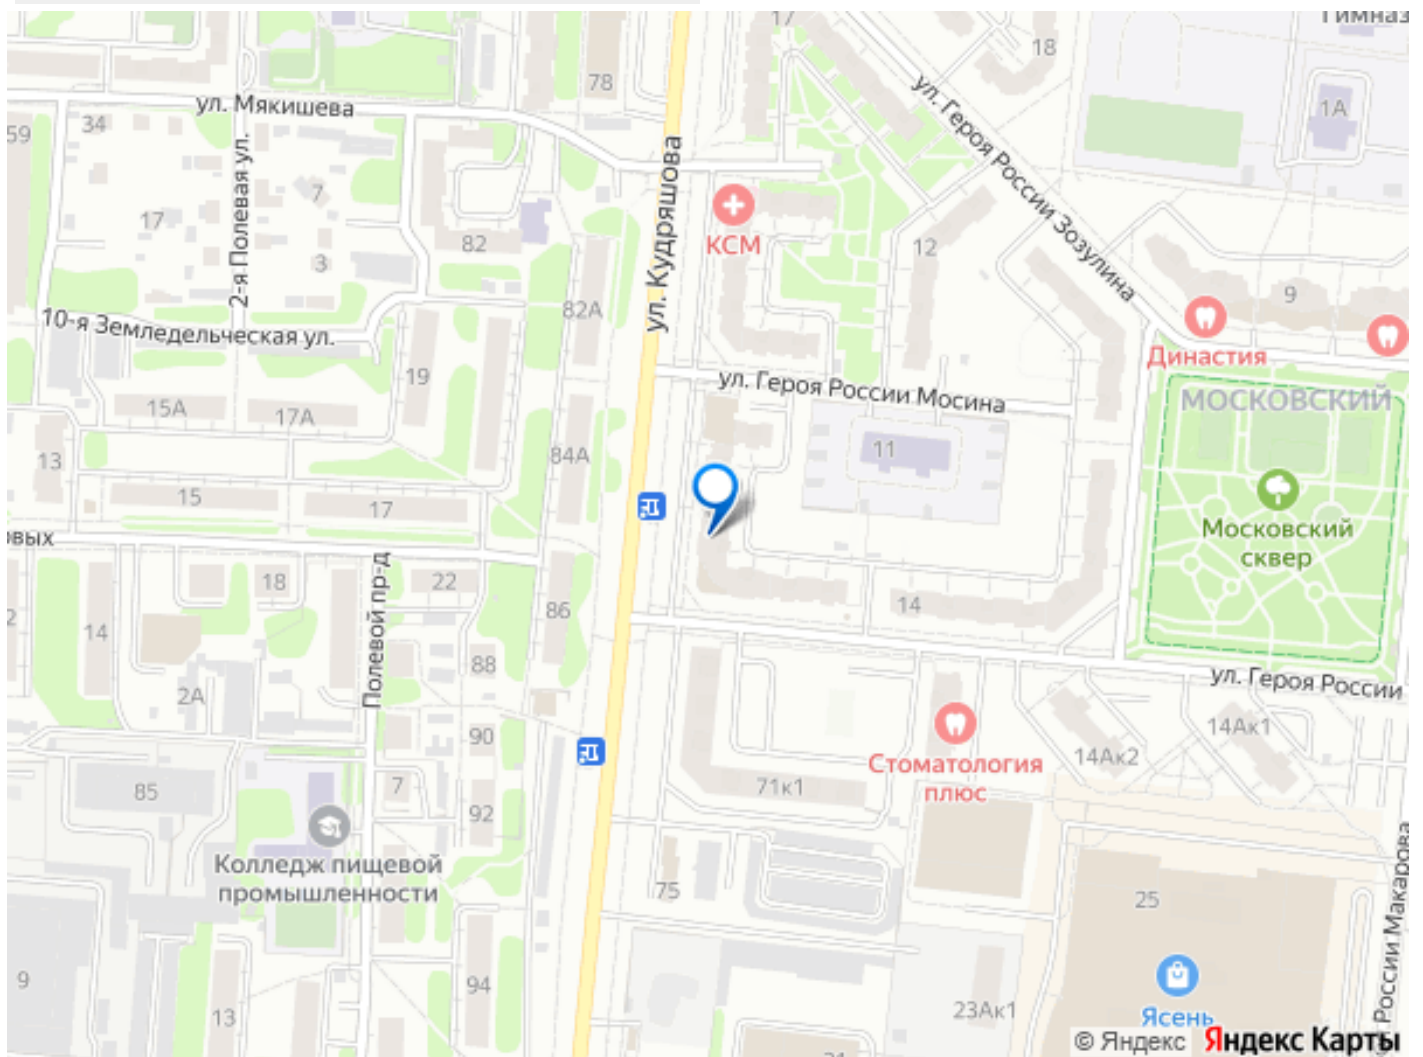 Гимназ
17
18
78
ул. Мякишева
34
59
2-я Полевая ул.
7
17
82
3
10-я Земледельческая ул.
82А
ул. Кудряшова
КСМ
ул. Героя России Зозулина
1А
12
9
Династия
МОСКОВСКИЙ
ул. Героя России Мосина
19
15А
17А
13
84А
11
15
17
Московский
сквер
овых
18
22
Полевой пр-д
86
14
14
88
2А
ул. Героя России
90
14Ак1
14Ак2
Стоматология
плюс
71к1
85
7
92
Колледж пищевой
промышленности
75
25
Ясень
России Макарова
9
94
13
23Ак1
21
© Яндекс Яндекс Карты